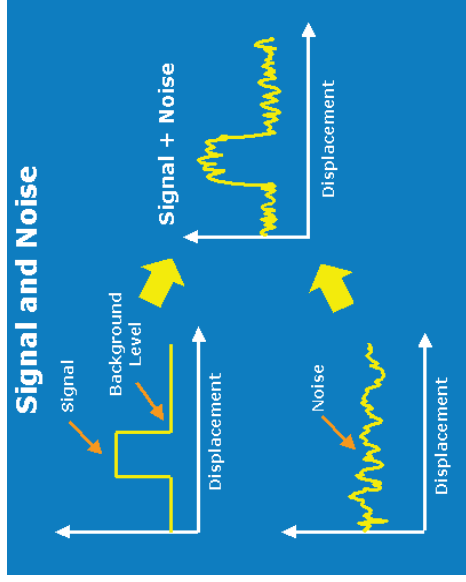 Signal and Noise
Signal
Background
Level
Displacement
Signal + Noise
Displacement
Noise
Displacement